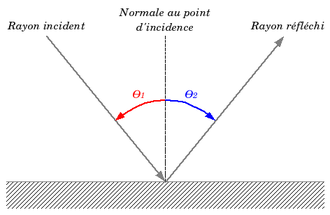 Normale au point
d'incidence
Rayon incident
Rayon réfléchi
Θ1
Θ2